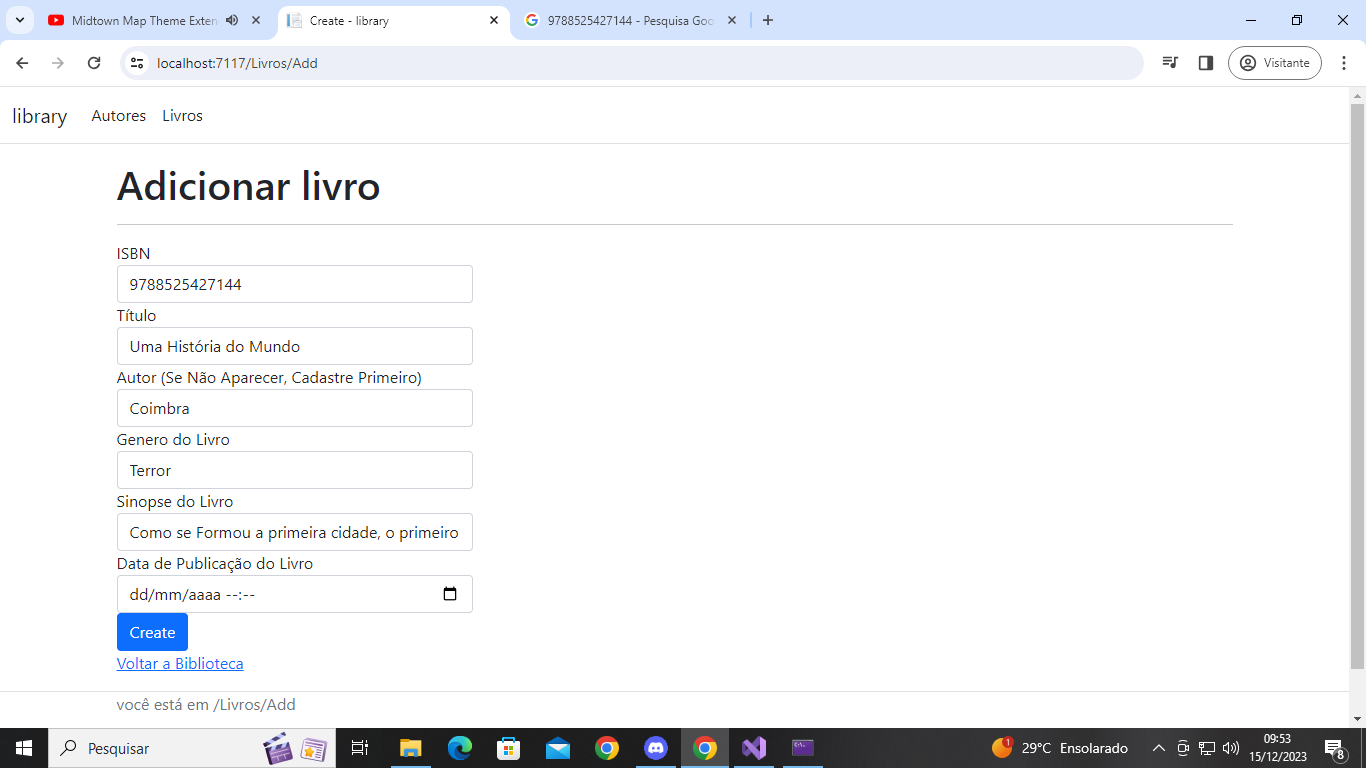 Midtown Map Theme Exten
Create - library
9788525427144 - Pesquisa Goo
localhost:7117/Livros/Add
Visitante
library
Autores
Livros
Adicionar livro
ISBN
9788525427144
Título
Uma História do Mundo
Autor (Se Não Aparecer, Cadastre Primeiro)
Coimbra
Genero do Livro
Terror
Sinopse do Livro
Como se Formou a primeira cidade, o primeiro
Data de Publicação do Livro
dd/mm/aaaa --:--
Create
Voltar a Biblioteca
você está em /Livros/Add
Pesquisar
1
29°C Ensolarado
09:53
15/12/2023
8